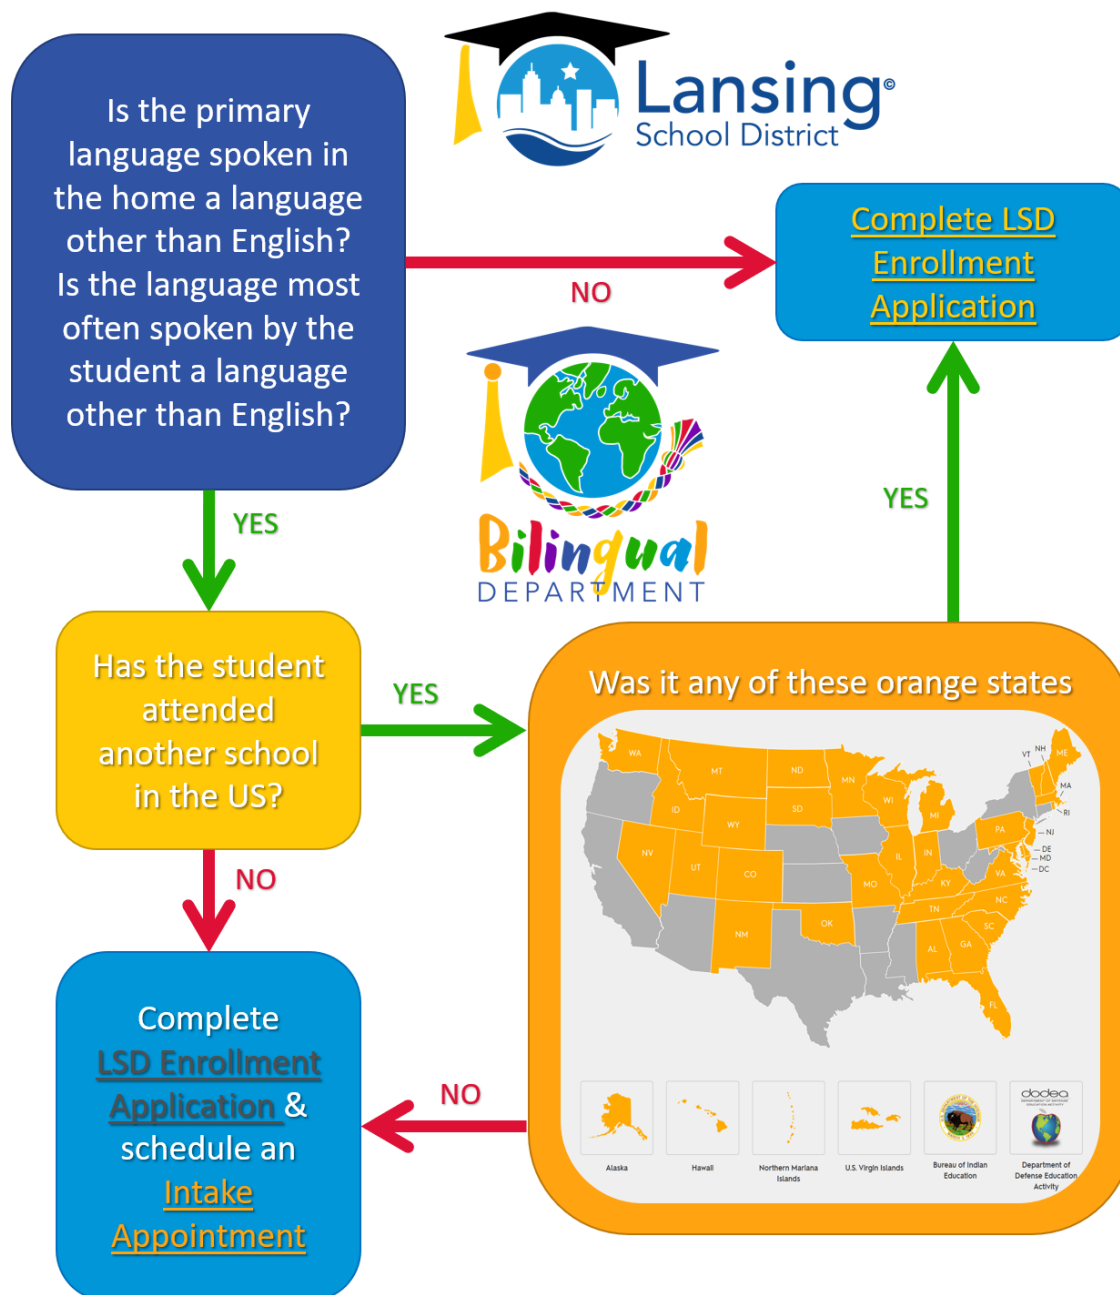 Lansing©
School District
Is the primary
language spoken in
the home a language
other than English?
Is the language most
often spoken by the
student a language
other than English?
NO
Complete LSD
Enrollment
Application
Bilingual
DEPARTMENT
YES
YES
Has the student
attended
another school
in the US?
YES
Was it any of these orange states
WA
MT
ND
MN
ID
WY
SD
WI
MI
NV
UT
CO
NM
OK
MO
IL
IN
KY
TN
AL
GA
FL
SC
NC
VA
PA
VT
NH
ME
MA
RI
NJ
DE
MD
DC
Alaska
Hawaii
Northern Mariana
Islands
U.S. Virgin Islands
Bureau of Indian
Education
dodea
DEPARTMENT OF DEFENSE
EDUCATION ACTIVITY
Department of
Defense Education
Activity
NO
NO
Complete
LSD Enrollment
Application &
schedule an
Intake
Appointment